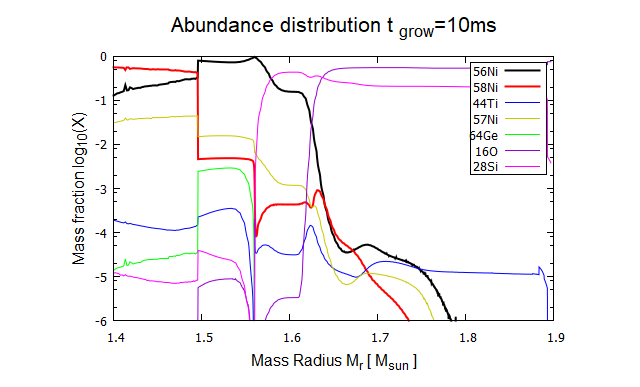 Abundance distribution t grow=10ms
Mass fraction log10(X)
0
-1
-2
-3
-4
-5
-6
56Ni
58Ni
44Ti
57Ni
64Ge
16O
28Si
1.4 1.5 1.6 1.7 1.8 1.9
Mass Radius Mr [ Msun ]